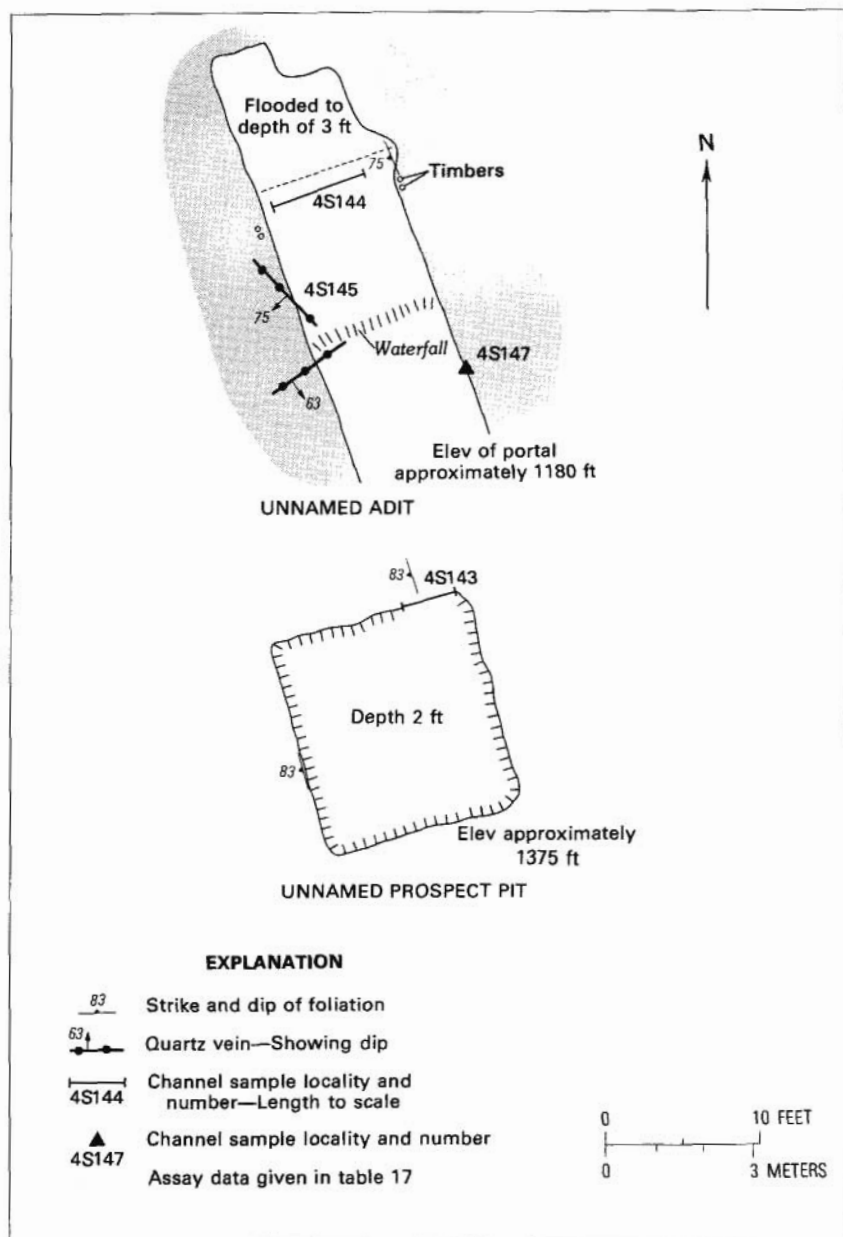 Flooded to
depth of 3 ft
N
75
Timbers
4S144
4S145
75
Waterfall
4S147
63
Elev of portal
approximately 1180 ft
UNNAMED ADIT
83
4S143
Depth 2 ft
83
Elev approximately
1375 ft
UNNAMED PROSPECT PIT
EXPLANATION
83
Strike and dip of foliation
63
Quartz vein—Showing dip
4S144
Channel sample locality and
number—Length to scale
4S147
Channel sample locality and number
Assay data given in table 17
0 10 FEET
0 3 METERS